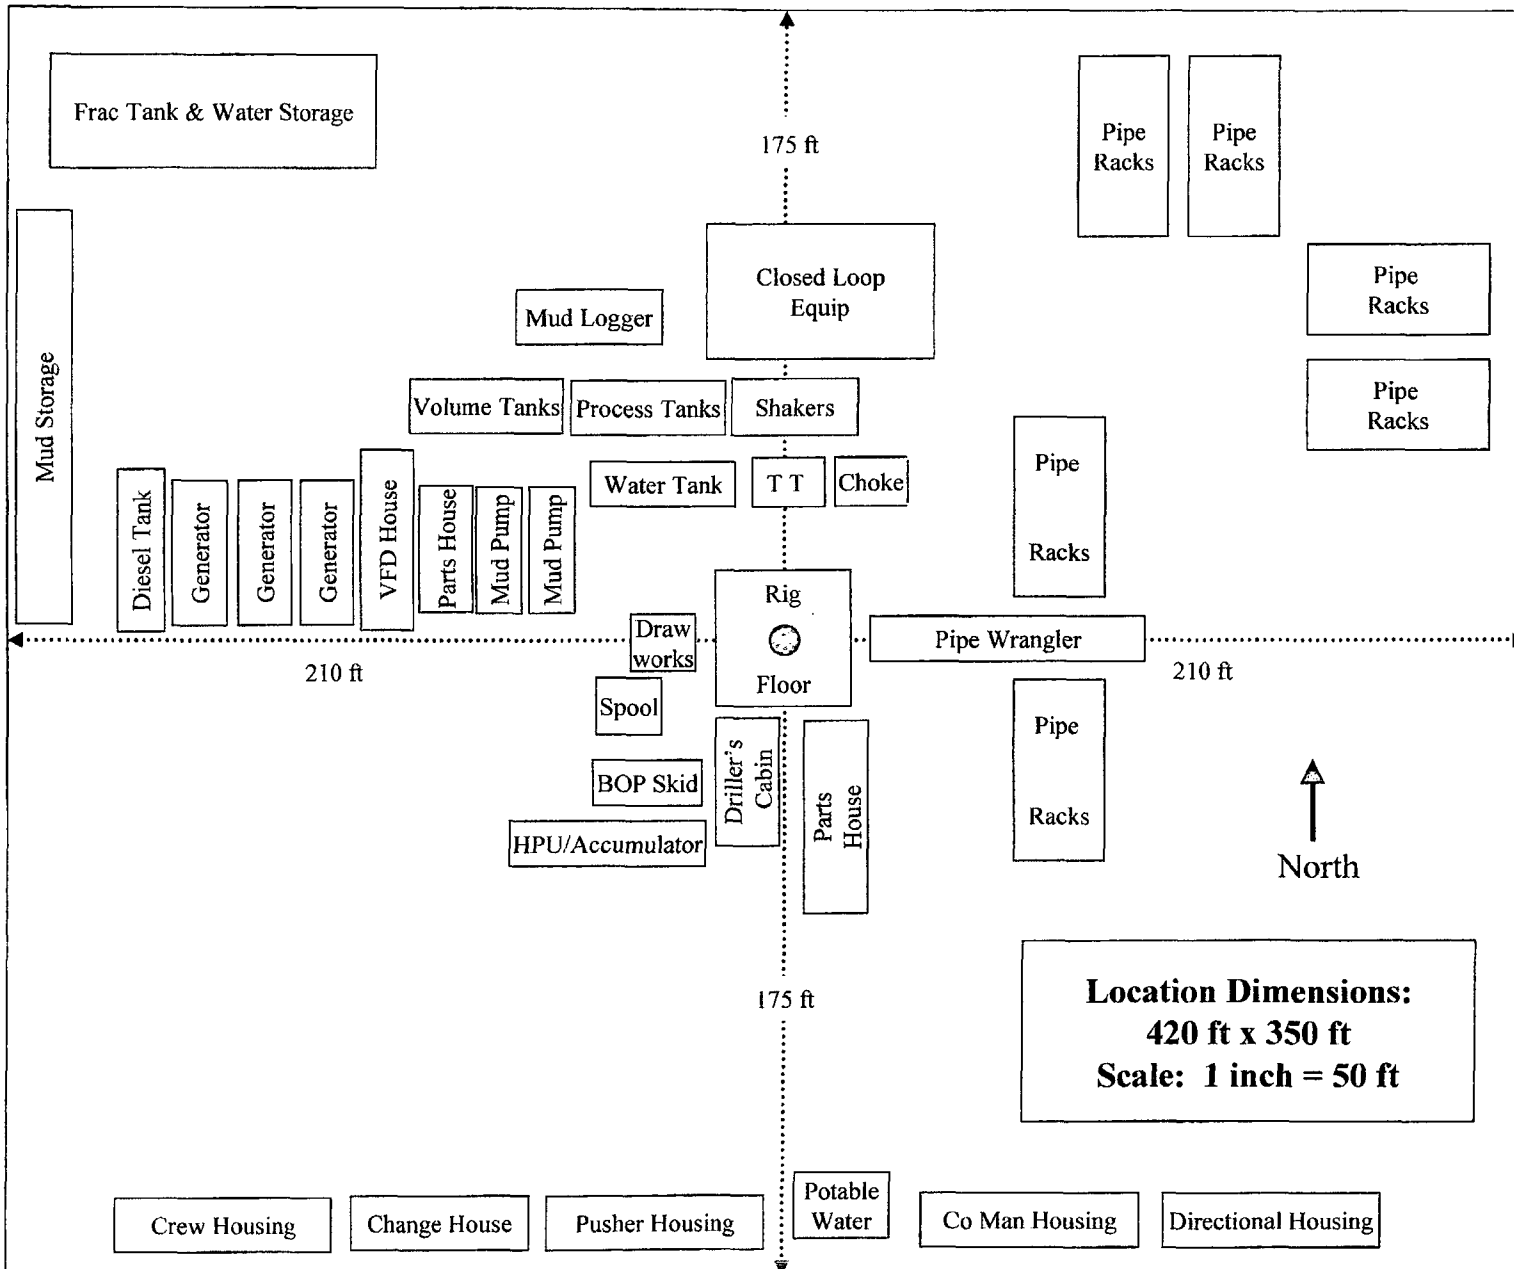 Frac Tank & Water Storage
175 ft
Pipe
Racks
Pipe
Racks
Closed Loop
Equip
Mud Logger
Pipe
Racks
Pipe
Racks
Mud Storage
Volume Tanks
Process Tanks
Shakers
Water Tank
T T
Choke
Pipe
Racks
Diesel Tank
Generator
Generator
Generator
VFD House
Parts House
Mud Pump
Mud Pump
Rig
Floor
Draw
works
Pipe Wrangler
210 ft
210 ft
Spool
BOP Skid
HPU/Accumulator
Driller's
Cabin
Parts
House
Pipe
Racks
North
175 ft
Location Dimensions:
420 ft x 350 ft
Scale: 1 inch = 50 ft
Crew Housing
Change House
Pusher Housing
Potable
Water
Co Man Housing
Directional Housing